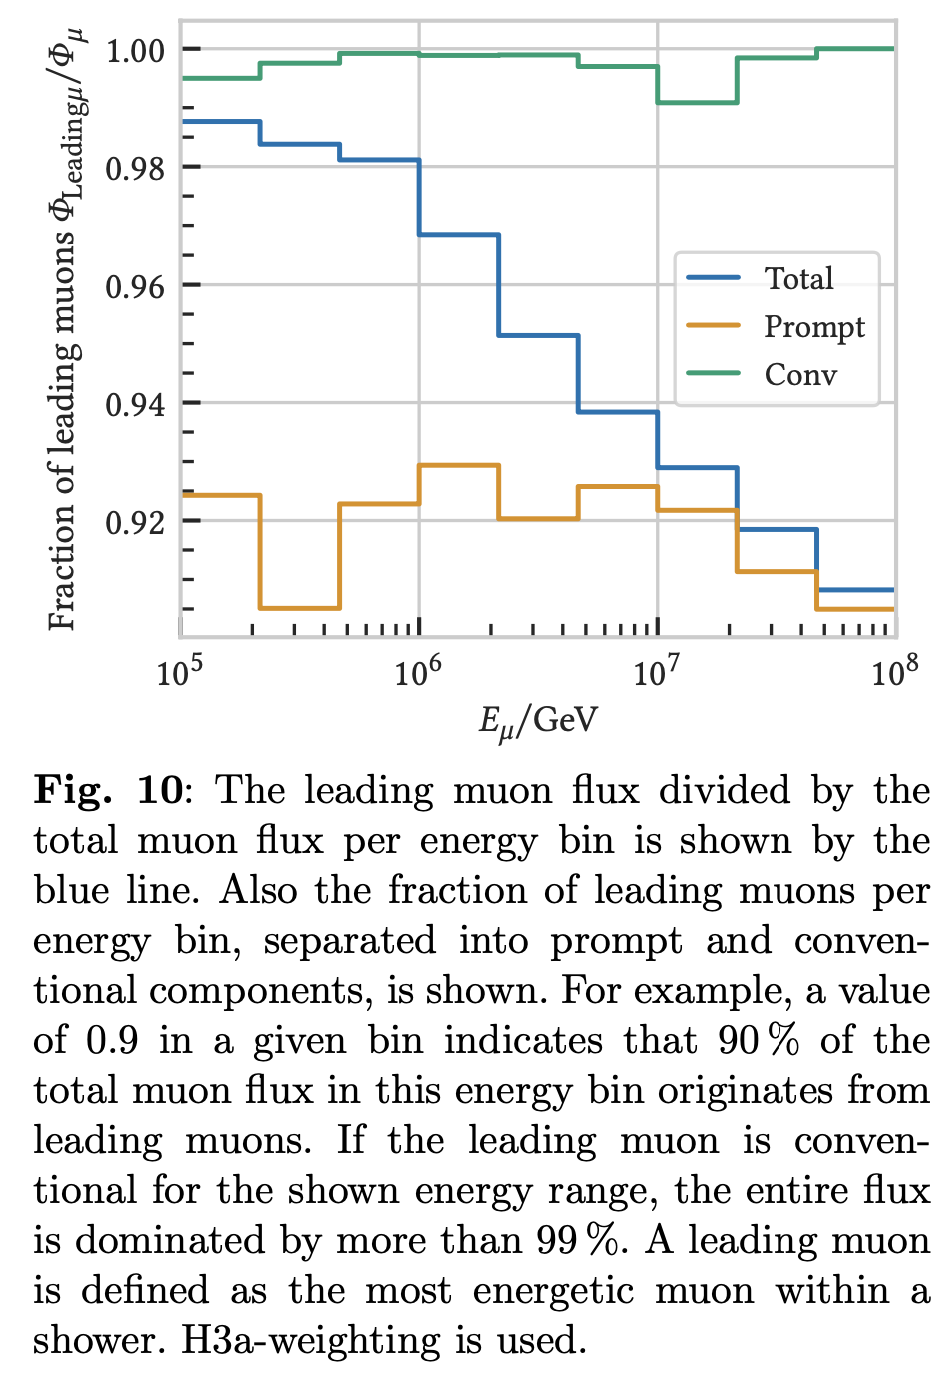 Fraction of leading muons Φ_Leadingμ/Φ_μ
1.00
0.98
0.96
0.94
0.92
Total
Prompt
Conv
10^5
10^6
10^7
10^8
E_μ/GeV
Fig. 10: The leading muon flux divided by the
total muon flux per energy bin is shown by the
blue line. Also the fraction of leading muons per
energy bin, separated into prompt and conven-
tional components, is shown. For example, a value
of 0.9 in a given bin indicates that 90 % of the
total muon flux in this energy bin originates from
leading muons. If the leading muon is conven-
tional for the shown energy range, the entire flux
is dominated by more than 99 %. A leading muon
is defined as the most energetic muon within a
shower. H3a-weighting is used.